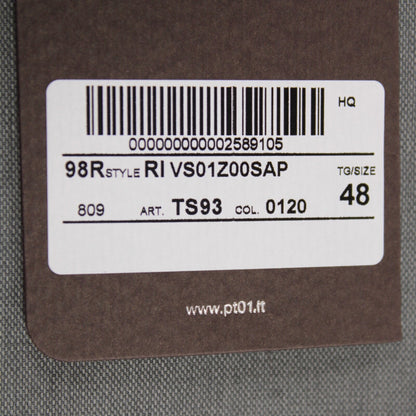 HQ
000000000002589105
98R STYLE RI VS01Z00SAP TG/SIZE
809 ART. TS93 COL. 0120 48
www.pt01.it